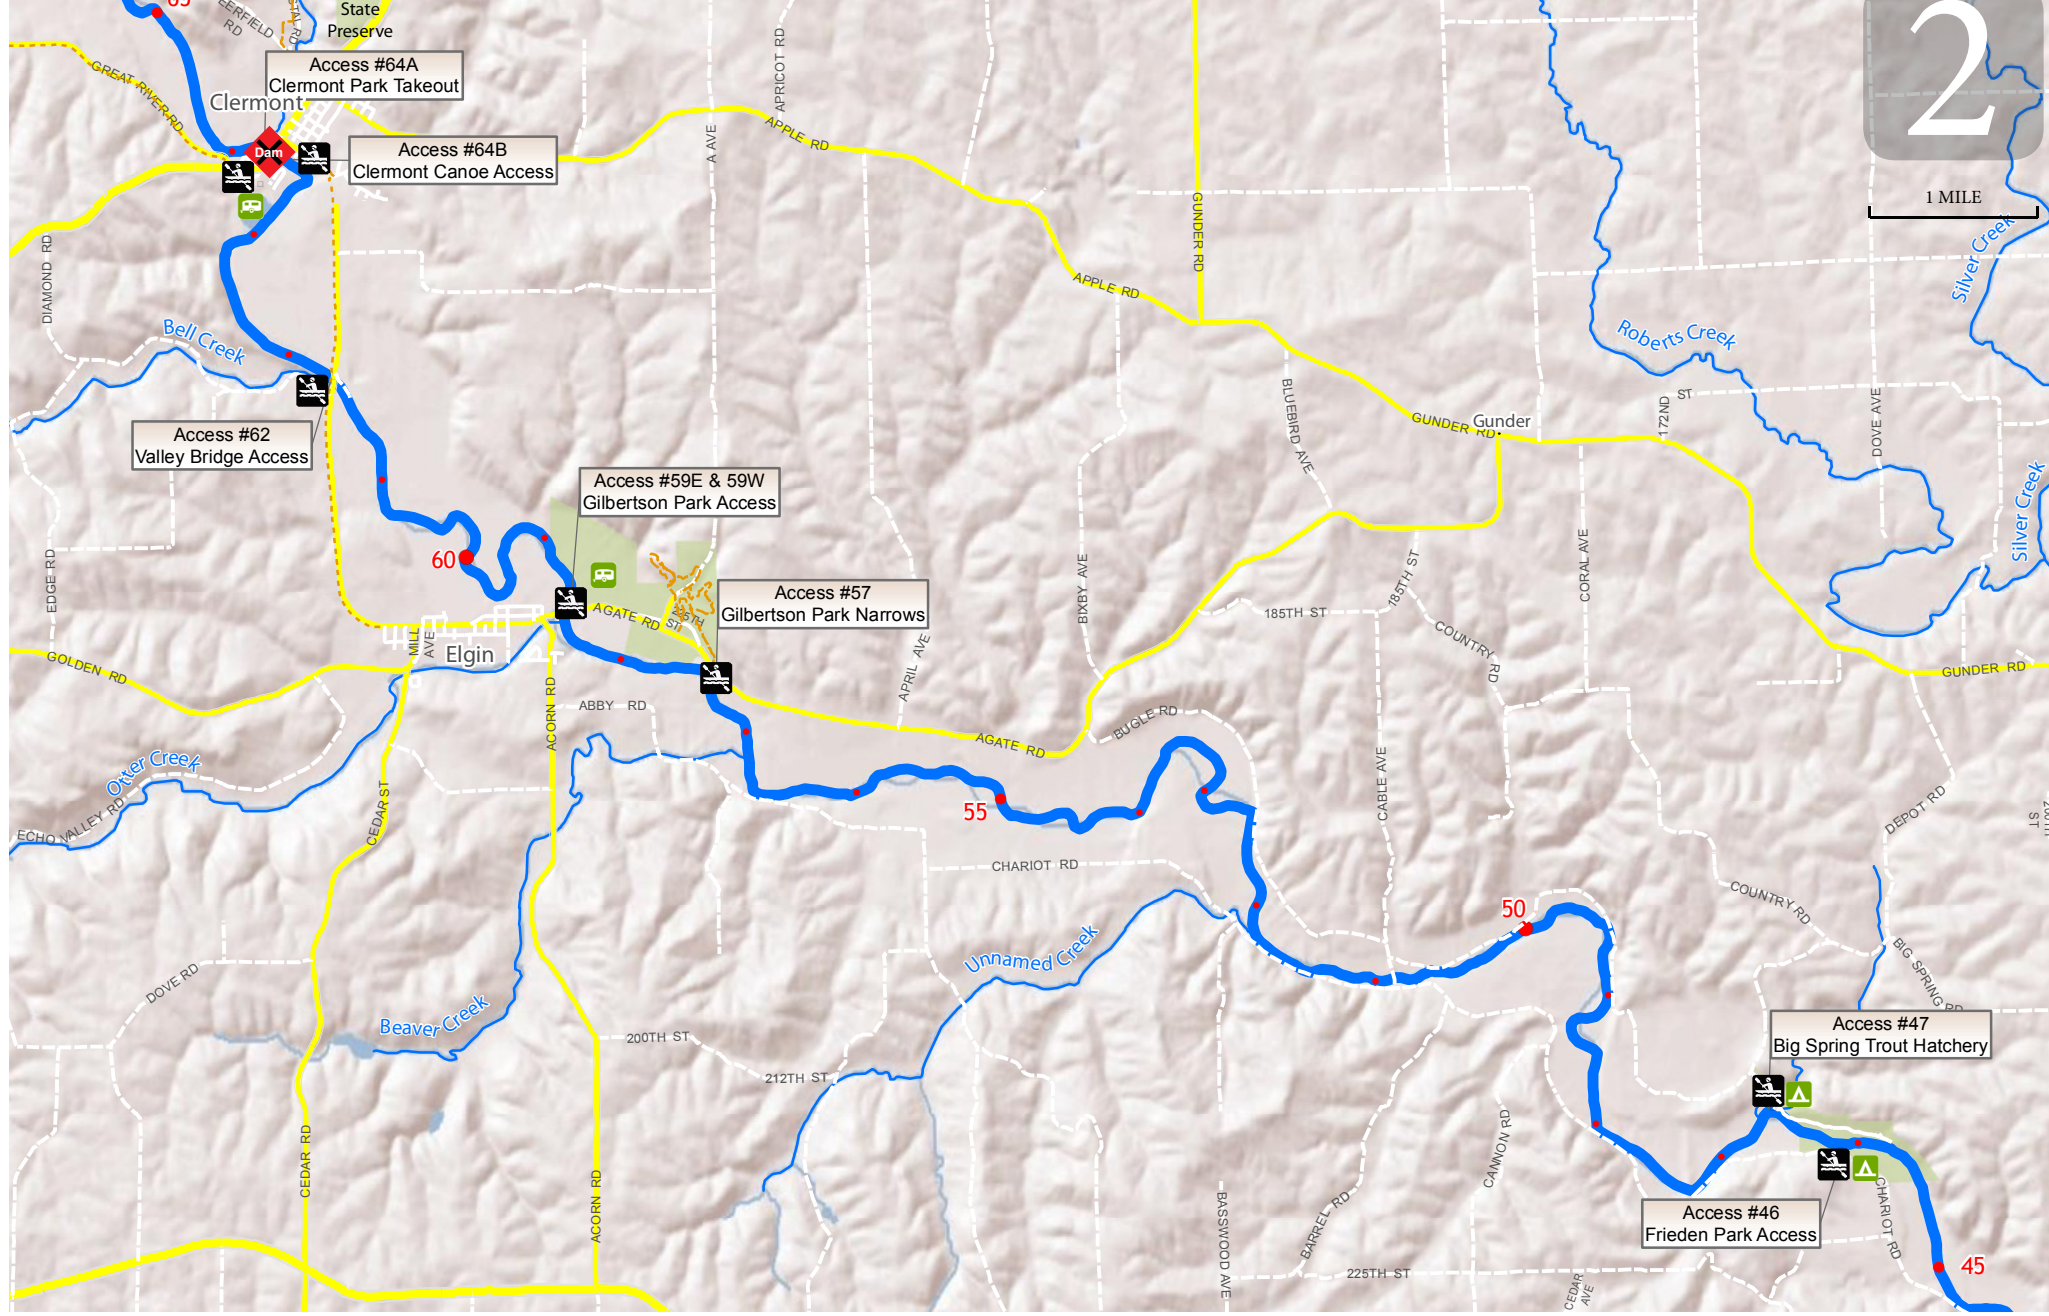 65
State
Preserve
2
1 MILE
GREAT RIVER RD
Access #64A
Clermont Park Takeout
Clermont
Dam
Access #64B
Clermont Canoe Access
A AVE
APRICOT RD
APPLE RD
GUNDER RD
APPLE RD
DIAMOND RD
Bell Creek
Silver Creek
Roberts Creek
Access #62
Valley Bridge Access
BLUEBIRD AVE
GUNDER RD
Gunder
172ND
ST
DOVE AVE
Silver Creek
Access #59E & 59W
Gilbertson Park Access
60
EDGE RD
AGATE RD
Access #57
Gilbertson Park Narrows
BIXBY AVE
185TH ST
185TH ST
CORAL AVE
COUNTRY RD
MILL AVE
Elgin
GOLDEN RD
APRIL AVE
GUNDER RD
ABBY RD
ACORN RD
AGATE RD
BUGLE RD
Otter Creek
ECHO VALLEY RD
CEDAR ST
55
CABLE AVE
DEPOT RD
ST
CHARIOT RD
COUNTRY RD
50
Unnamed Creek
BIG SPRING RD
DOVE RD
Beaver Creek
200TH ST
212TH ST
Access #47
Big Spring Trout Hatchery
CEDAR RD
ACORN RD
BASSWOOD AVE
BARREL RD
CANNON RD
Access #46
Frieden Park Access
CHARIOT RD
225TH ST
CEDAR AVE
45